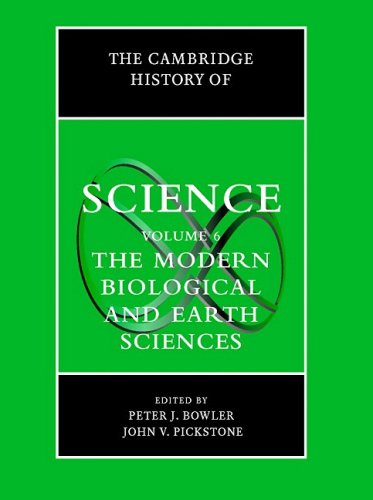 THE CAMBRIDGE
HISTORY OF
SCIENCE
VOLUME 6
THE MODERN
BIOLOGICAL
AND EARTH
SCIENCES
EDITED BY
PETER J. BOWLER
JOHN V. PICKSTONE